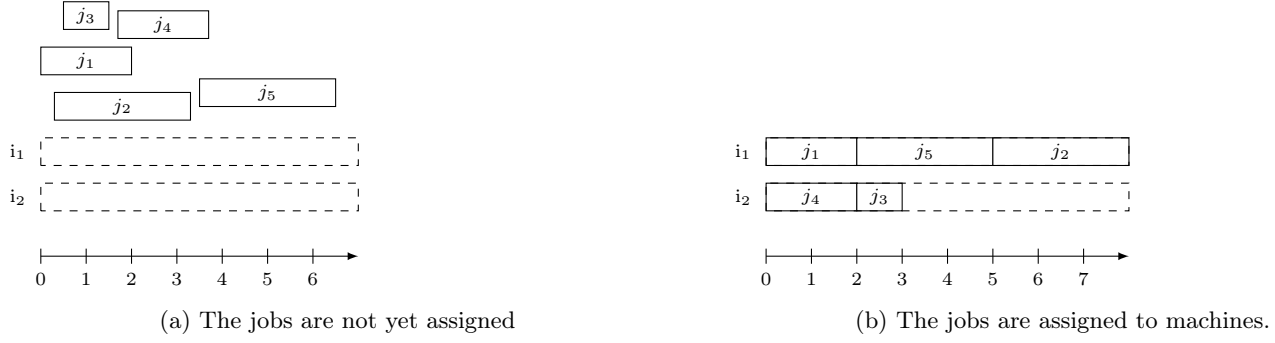 j₃
j₄
j₁
j₂
j₅
i₁
i₂
0 1 2 3 4 5 6
(a) The jobs are not yet assigned
i₁ j₁ j₅ j₂
i₂ j₄ j₃
0 1 2 3 4 5 6 7
(b) The jobs are assigned to machines.